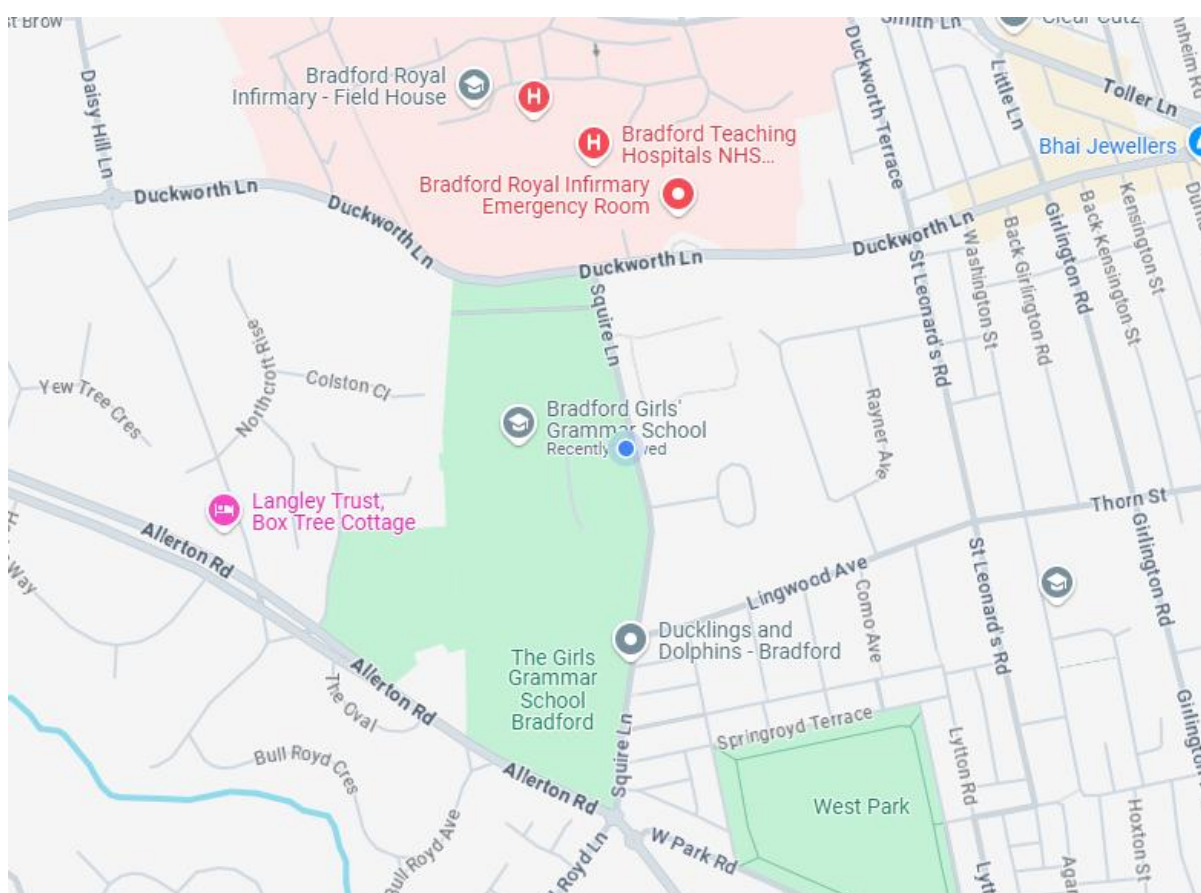 st Brow
Smith Ln
Clear Cutz
Daisy Hill Ln
Bradford Royal
Infirmary - Field House
H
H
Bradford Teaching
Hospitals NHS...
Bradford Royal Infirmary
Emergency Room
Duckworth Terrace
Little Ln
Toller Ln
nnheim Rd
Bhai Jewellers
Duckworth Ln
Duckworth Ln
Duckworth Ln
Duckworth Ln
Squire Ln
St Leonard's Rd
Washington St
Back Girlington Rd
Girlington Rd
Back Kensington St
Kensington St
Northcroft Rise
Colston Cl
Yew Tree Cres
Bradford Girls'
Grammar School
Recently
Rayner Ave
Langley Trust,
Box Tree Cottage
Allerton Rd
Way
Thorn St
Lingwood Ave
Como Ave
St Leonard's Rd
Girlington Rd
Ducklings and
Dolphins - Bradford
The Girls
Grammar
School
Bradford
Allerton Rd
The Oval
Bull Royd Cres
Squire Ln
Springroyd Terrace
Lytton Rd
Girlington
Allerton Rd
West Park
Hoxton St
W Park Rd
Royd Ln
Bull Royd Ave
Lytt
Agar